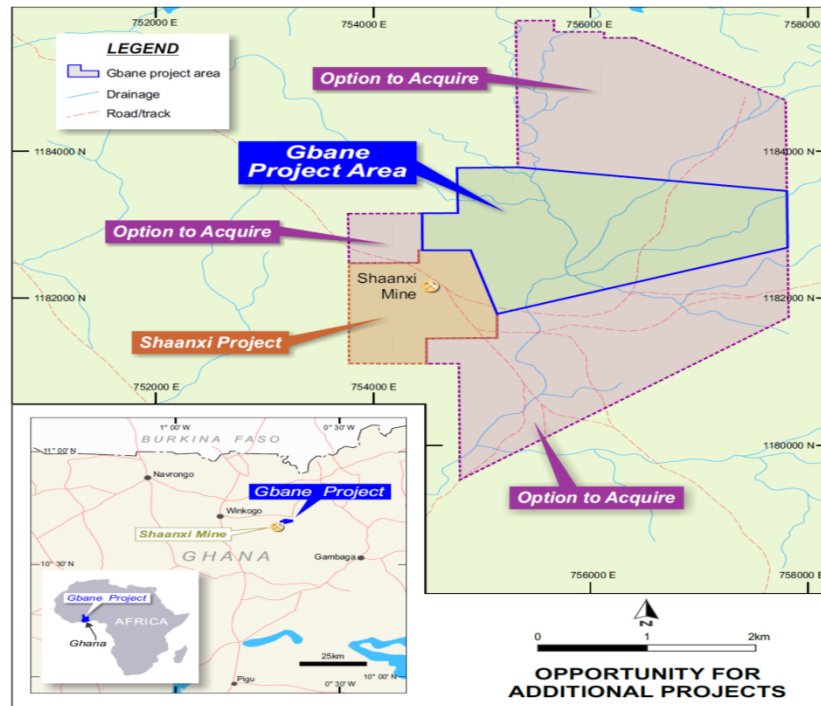 752000 E
754000 E
756000 E
758000 E
LEGEND
Gbane project area
Drainage
Road/track
Option to Acquire
1184000 N
Gbane
Project Area
1184000 N
Option to Acquire
Shaanxi
Mine
1182000 N
1182000 N
Shaanxi Project
752000 E
754000 E
1180000 N
Option to Acquire
756000 E
758000 E
1° 00' W
0° 30' W
BURKINA FASO
11° 00' N
Navrongo
Gbane Project
Winkogo
Shaanxi Mine
GHANA
Gambaga
10° 30' N
Gbane Project
AFRICA
Ghana
25km
Pigu
10° 00' N
0° 30' W
N
0
1
2km
OPPORTUNITY FOR
ADDITIONAL PROJECTS